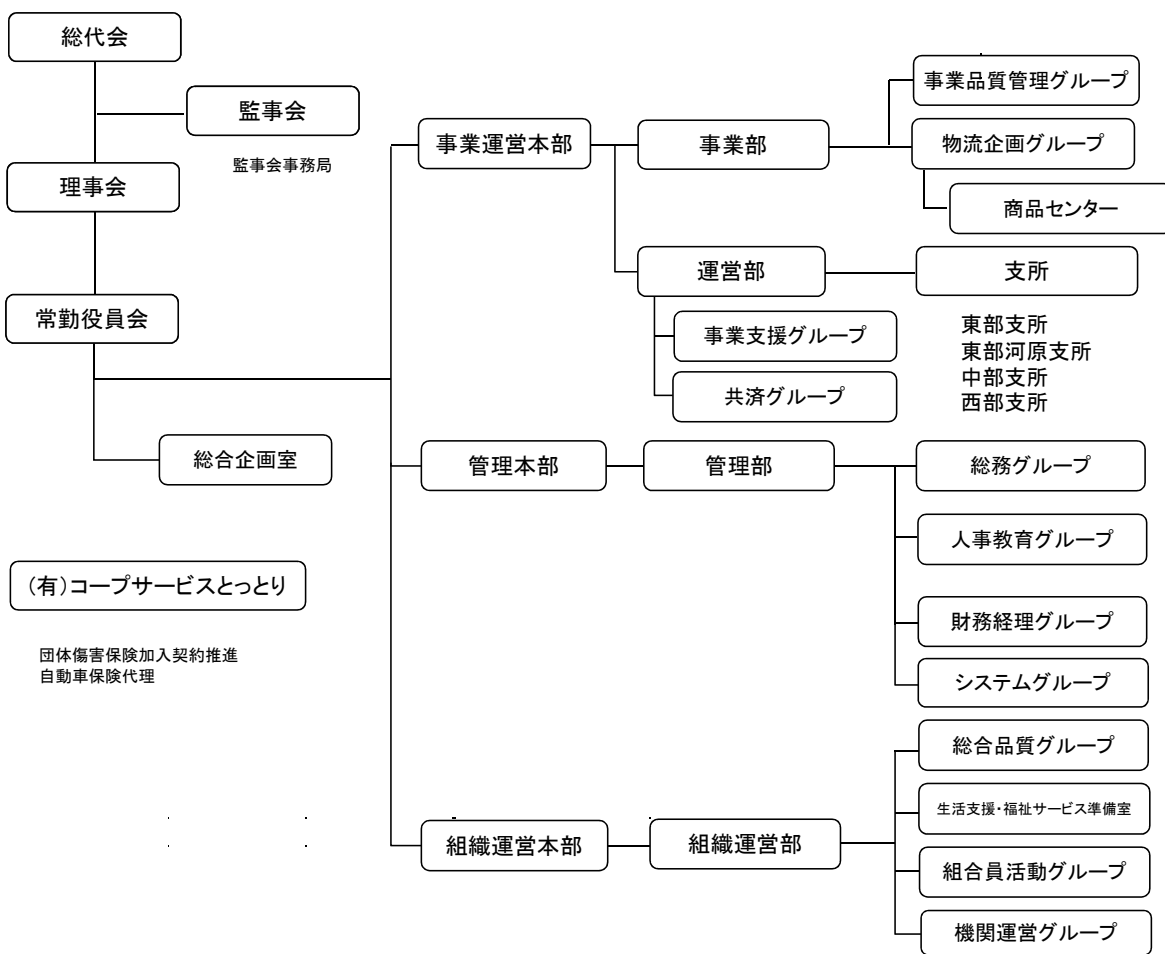 総代会
監事会
監事会事務局
理事会
常勤役員会
総合企画室
(有)コープサービスとっとり
団体傷害保険加入契約推進
自動車保険代理
事業運営本部
事業部
事業品質管理グループ
物流企画グループ
商品センター
運営部
支所
東部支所
東部河原支所
中部支所
西部支所
事業支援グループ
共済グループ
管理本部
管理部
総務グループ
人事教育グループ
財務経理グループ
システムグループ
組織運営本部
組織運営部
総合品質グループ
生活支援・福祉サービス準備室
組合員活動グループ
機関運営グループ